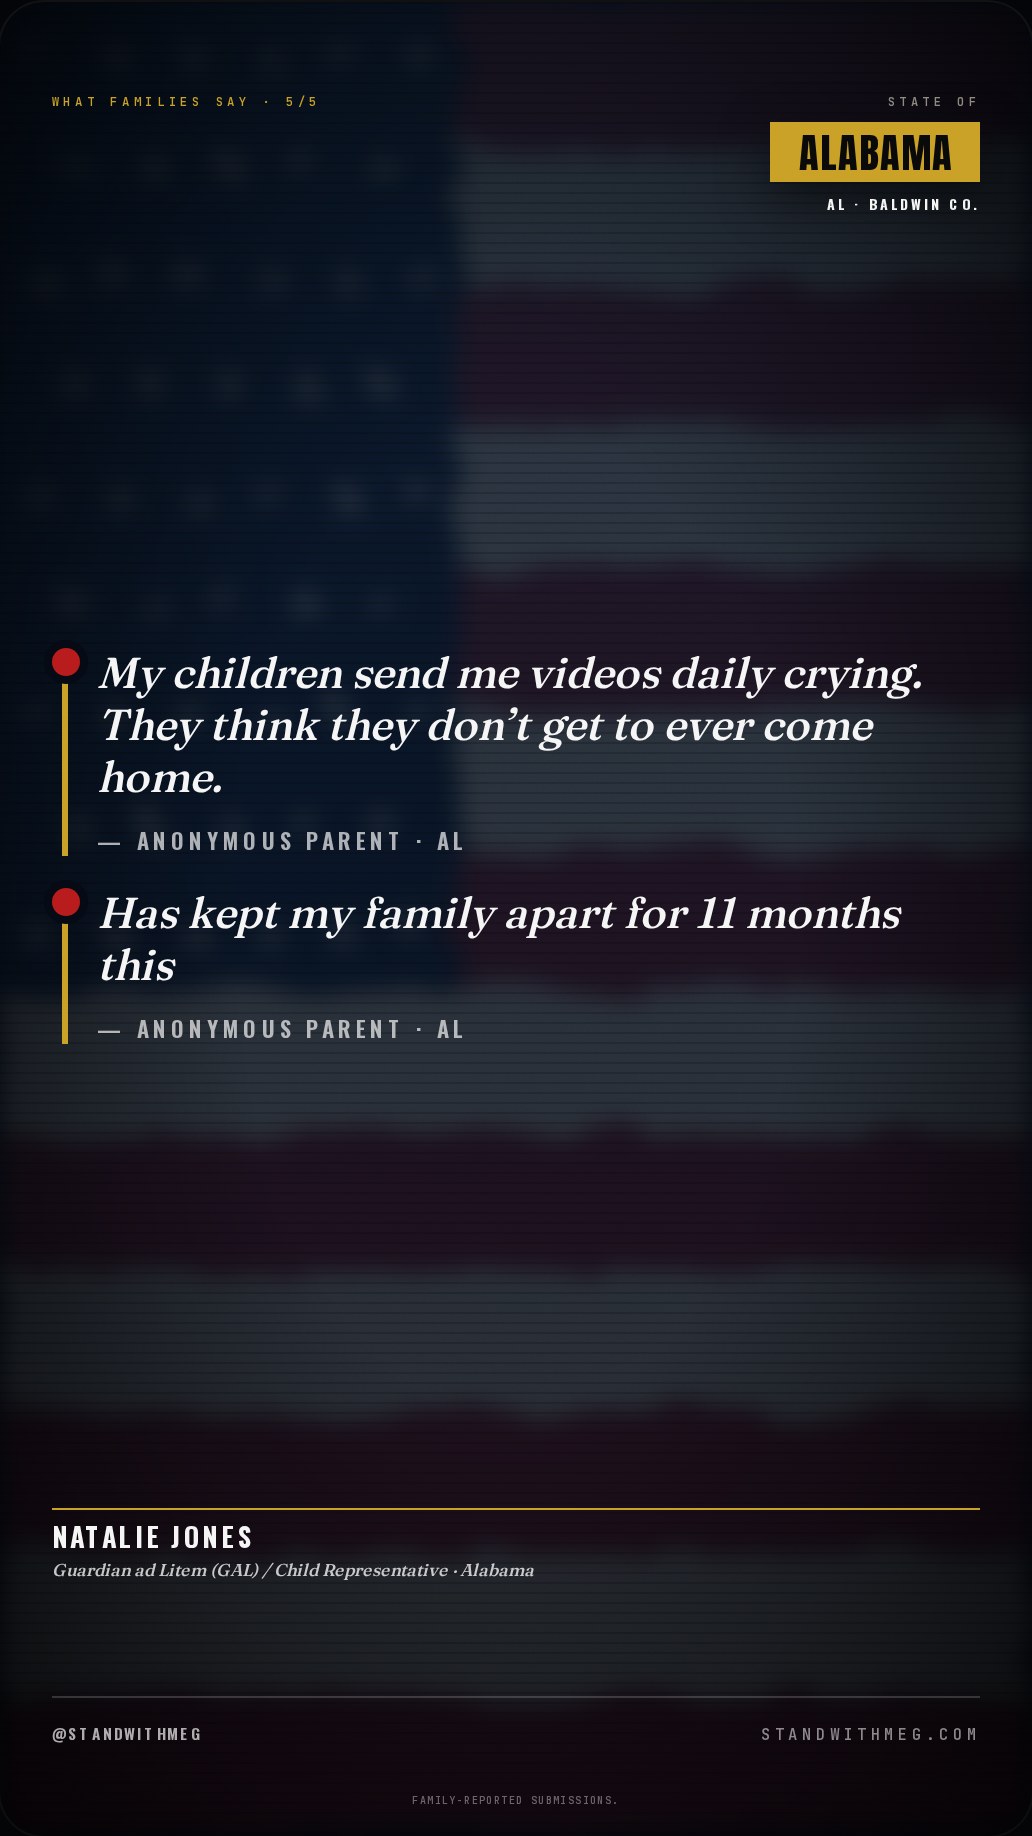 WHAT FAMILIES SAY · 5/5
STATE OF
ALABAMA
AL · BALDWIN CO.
My children send me videos daily crying.
They think they don’t get to ever come
home.
— ANONYMOUS PARENT · AL
Has kept my family apart for 11 months
this
— ANONYMOUS PARENT · AL
NATALIE JONES
Guardian ad Litem (GAL) / Child Representative · Alabama
@STANDWITHMEG
STANDWITHMEG.COM
FAMILY-REPORTED SUBMISSIONS.